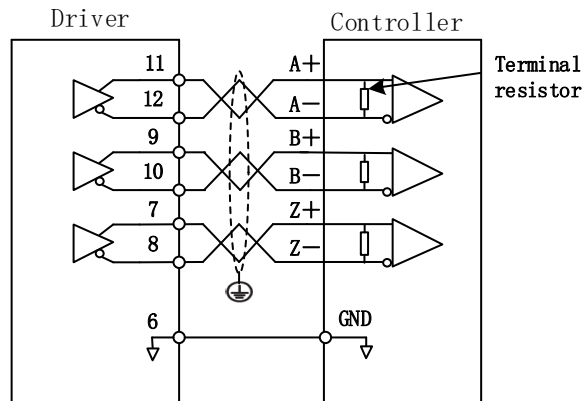 Driver
Controller
11
A+
Terminal
resistor
12
A-
9
B+
10
B-
7
Z+
8
Z-
6
GND